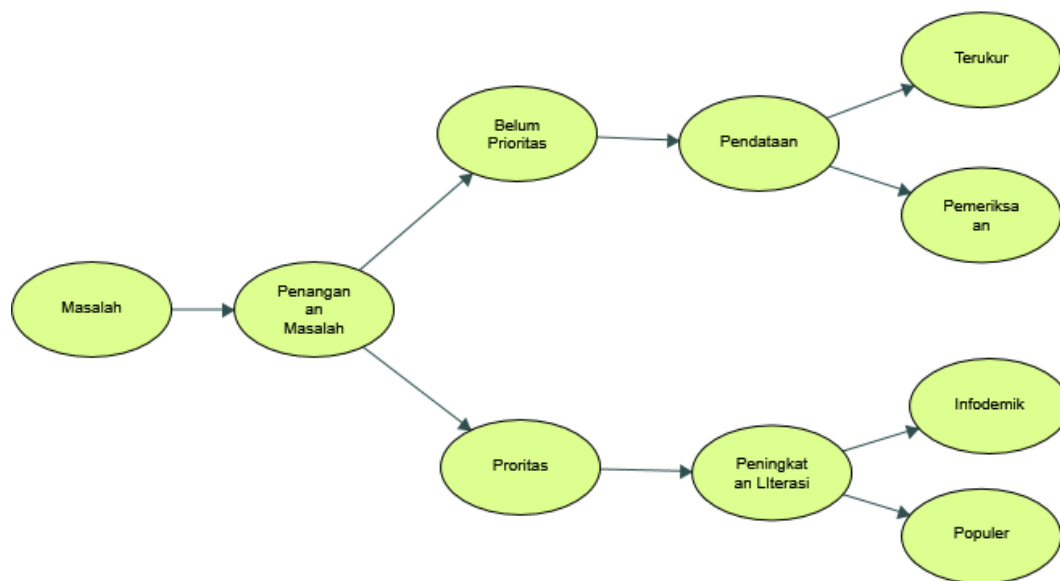 Terukur
Belum
Prioritas
Pendataan
Pemeriksa
an
Masalah
Penangan
an
Masalah
Infodemik
Proritas
Peningkat
an LIterasi
Populer